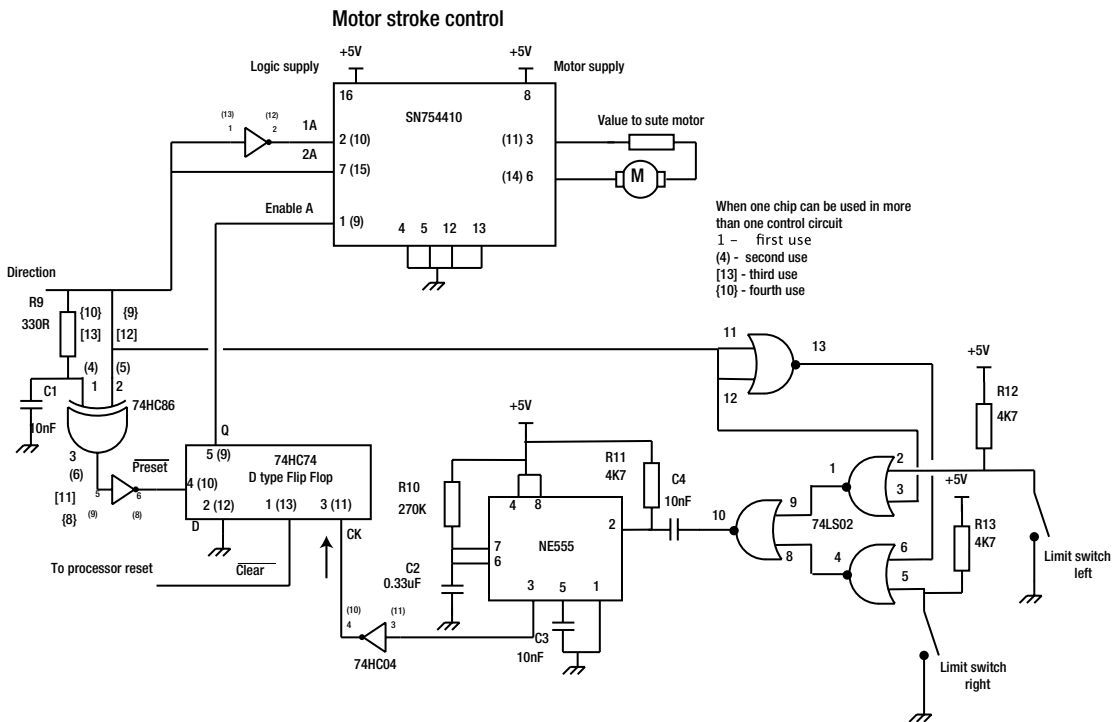 Motor stroke control
+5V
+5V
Logic supply
Motor supply
16
8
SN754410
(13)
(12)
1
2
1A
2 (10)
(11) 3
Value to sute motor
2A
7 (15)
(14) 6
M
Enable A
1 (9)
4
5
12
13
When one chip can be used in more
than one control circuit
1 – first use
(4) - second use
[13] - third use
{10} - fourth use
Direction
R9
330R
{10}
{9}
[13]
[12]
(4)
(5)
1
2
C1
10nF
74HC86
3
(6)
[11]
{8}
5
6
(9)
(8)
Preset
Q
5 (9)
74HC74
D type Flip Flop
4 (10)
2 (12)
1 (13)
3 (11)
D
CK
Clear
To processor reset
(10)
(11)
4
3
74HC04
+5V
R10
270K
R11
4K7
C4
10nF
4
8
2
NE555
7
6
C2
0.33uF
3
5
1
C3
10nF
11
12
13
+5V
R12
4K7
1
2
3
+5V
10
9
8
74LS02
R13
4K7
4
6
5
Limit switch
left
Limit switch
right